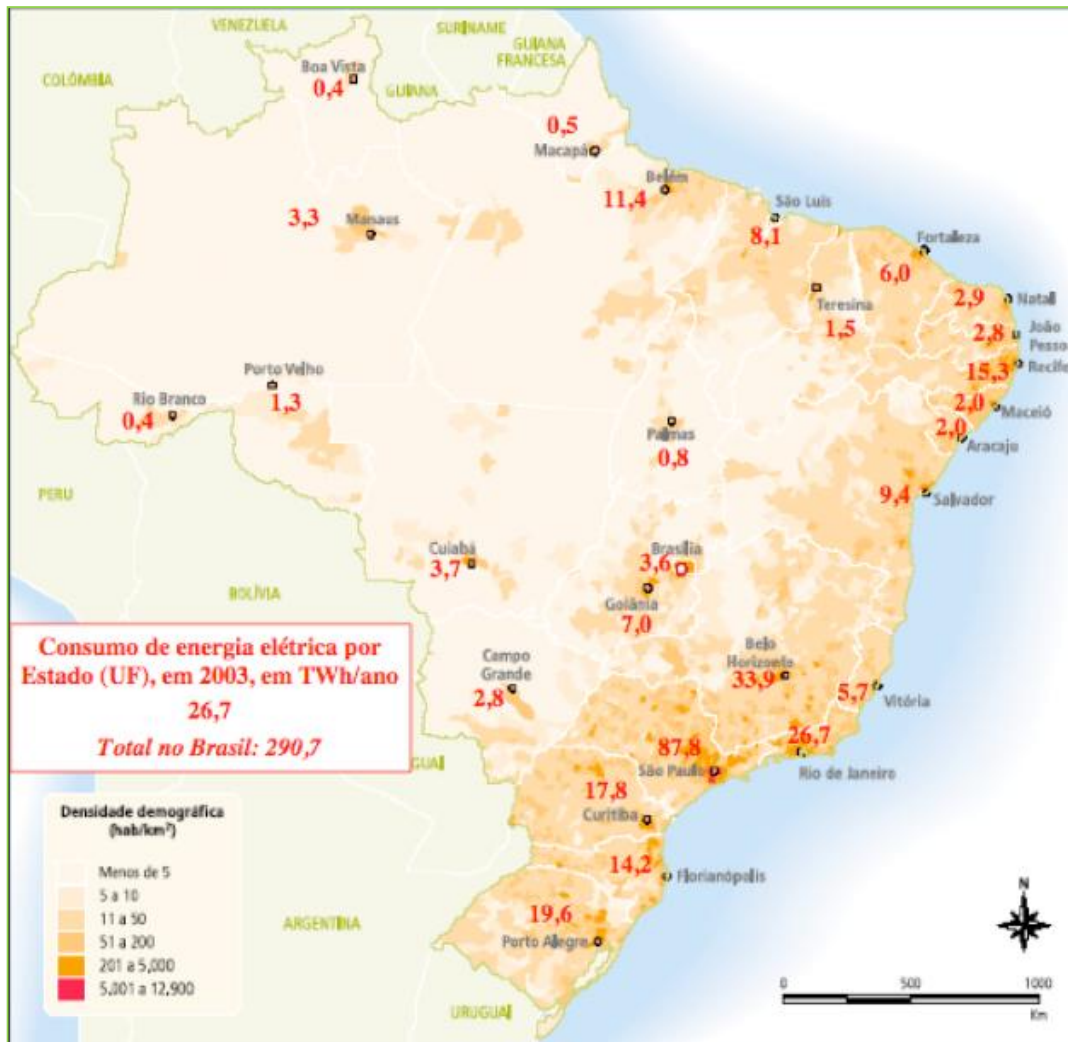 VENEZUELA
SURINAME
GUIANA
FRANCESA
COLÔMBIA
Boa Vista
0,4
GUIANA
0,5
Macapá
Belém
11,4
São Luís
8,1
3,3
Manaus
Fortaleza
6,0
Teresina
1,5
2,9
Natal
2,8
João
Pesso
15,3
Recife
Porto Velho
1,3
Rio Branco
0,4
2,0
Maceió
2,0
Aracaju
Palmas
0,8
PERU
9,4
Salvador
Cuiabá
3,7
Brasília
3,6
Goiânia
7,0
BOLÍVIA
Consumo de energia elétrica por
Estado (UF), em 2003, em TWh/ano
26,7
Total no Brasil: 290,7
Campo
Grande
2,8
Belo
Horizonte
33,9
5,7
Vitória
GUAI
87,8
São Paulo
26,7
Rio de Janeiro
17,8
Curitiba
14,2
Florianópolis
ARGENTINA
19,6
Porto Alegre
URUGUAI
Densidade demográfica
(hab/km²)
Menos de 5
5 a 10
11 a 50
51 a 200
201 a 5,000
5,001 a 12,900
N
0 500 1000
Km